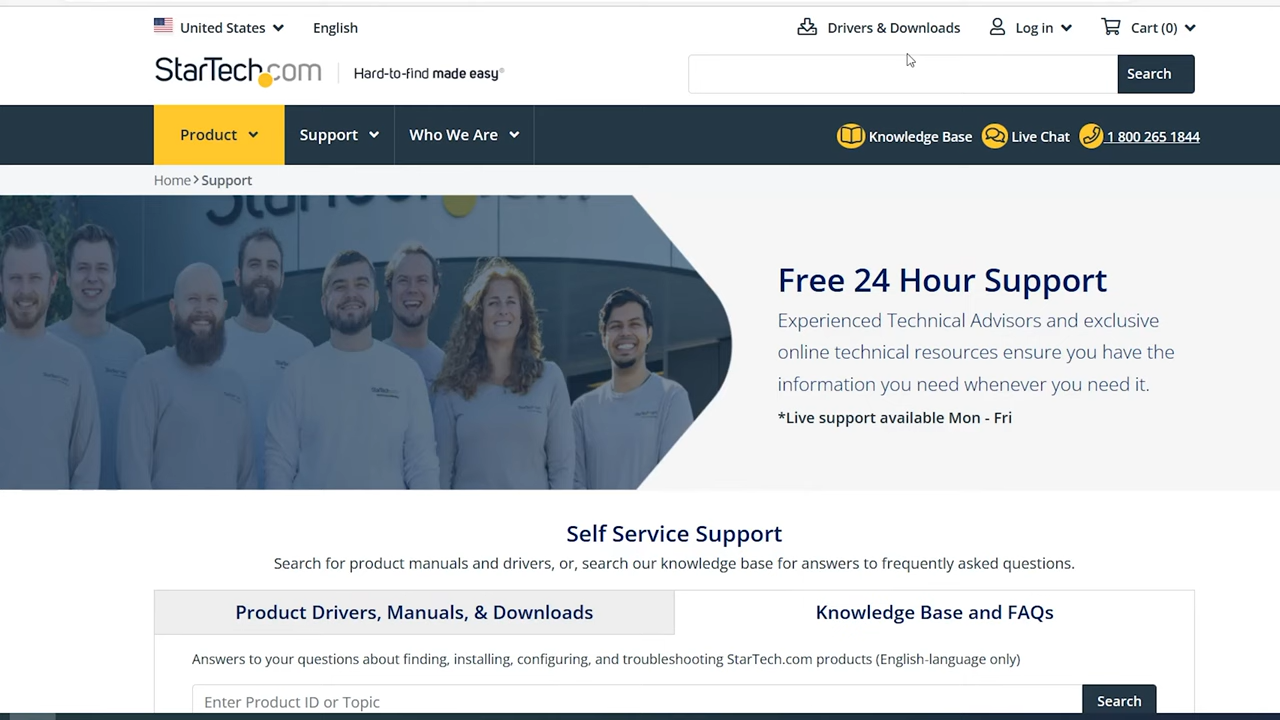 United States English Drivers & Downloads Log in Cart (0)
StarTech.com Hard-to-find made easy® Search
Product Support Who We Are Knowledge Base Live Chat 1 800 265 1844
Home > Support
Free 24 Hour Support
Experienced Technical Advisors and exclusive
online technical resources ensure you have the
information you need whenever you need it.
*Live support available Mon - Fri
Self Service Support
Search for product manuals and drivers, or, search our knowledge base for answers to frequently asked questions.
Product Drivers, Manuals, & Downloads Knowledge Base and FAQs
Answers to your questions about finding, installing, configuring, and troubleshooting StarTech.com products (English-language only)
Enter Product ID or Topic Search